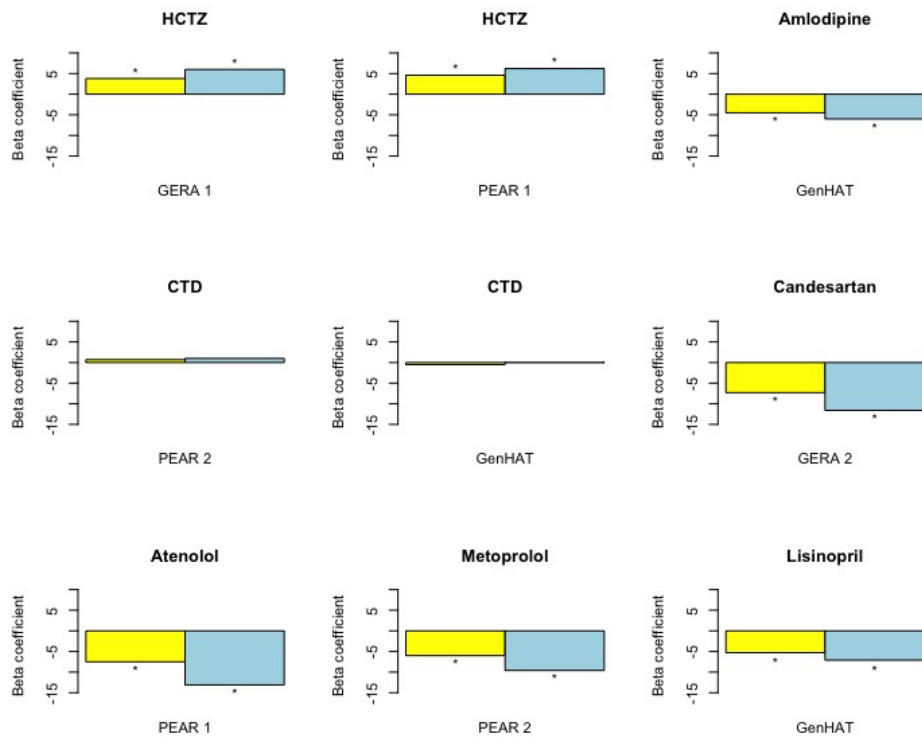 HCTZ
Beta coefficient
5
-5
-15
*
*
GERA 1
HCTZ
Beta coefficient
5
-5
-15
*
*
PEAR 1
Amlodipine
Beta coefficient
5
-5
-15
*
*
GenHAT
CTD
Beta coefficient
5
-5
-15
PEAR 2
CTD
Beta coefficient
5
-5
-15
GenHAT
Candesartan
Beta coefficient
5
-5
-15
*
*
GERA 2
Atenolol
Beta coefficient
5
-5
-15
*
*
PEAR 1
Metoprolol
Beta coefficient
5
-5
-15
*
*
PEAR 2
Lisinopril
Beta coefficient
5
-5
-15
*
*
GenHAT